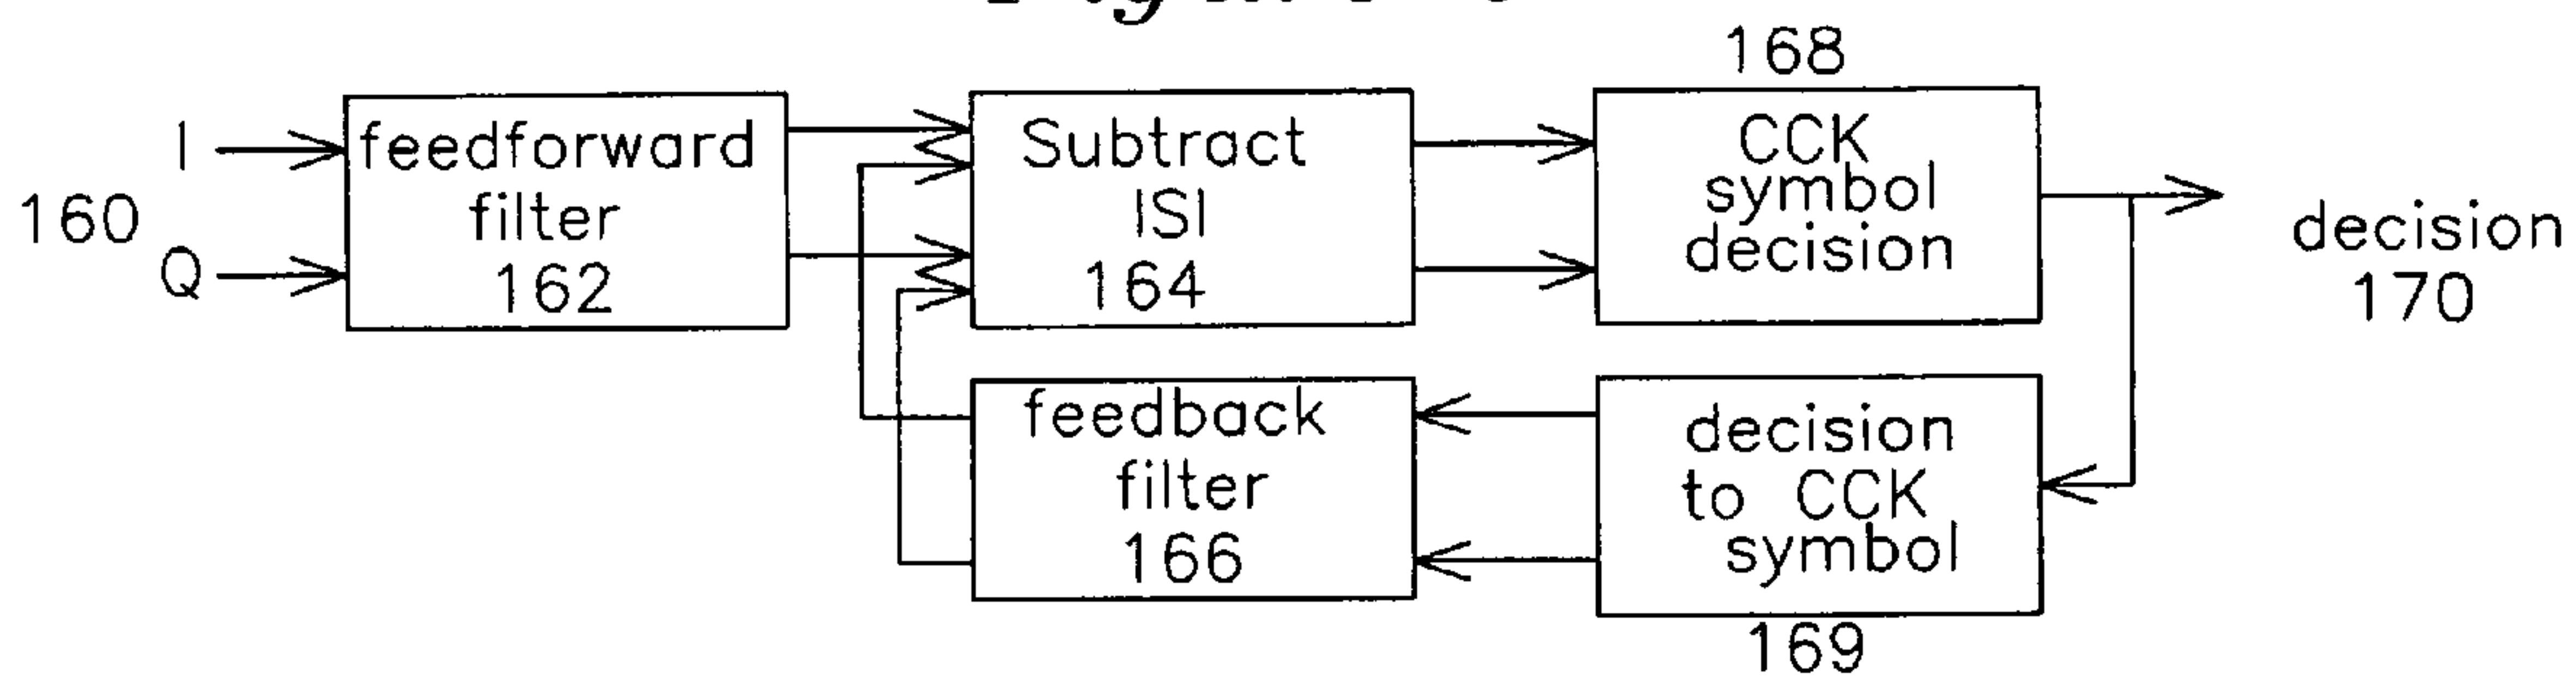 168
I
160
Q
feedforward
filter
162
Subtract
ISI
164
CCK
symbol
decision
decision
170
feedback
filter
166
decision
to CCK
symbol
169